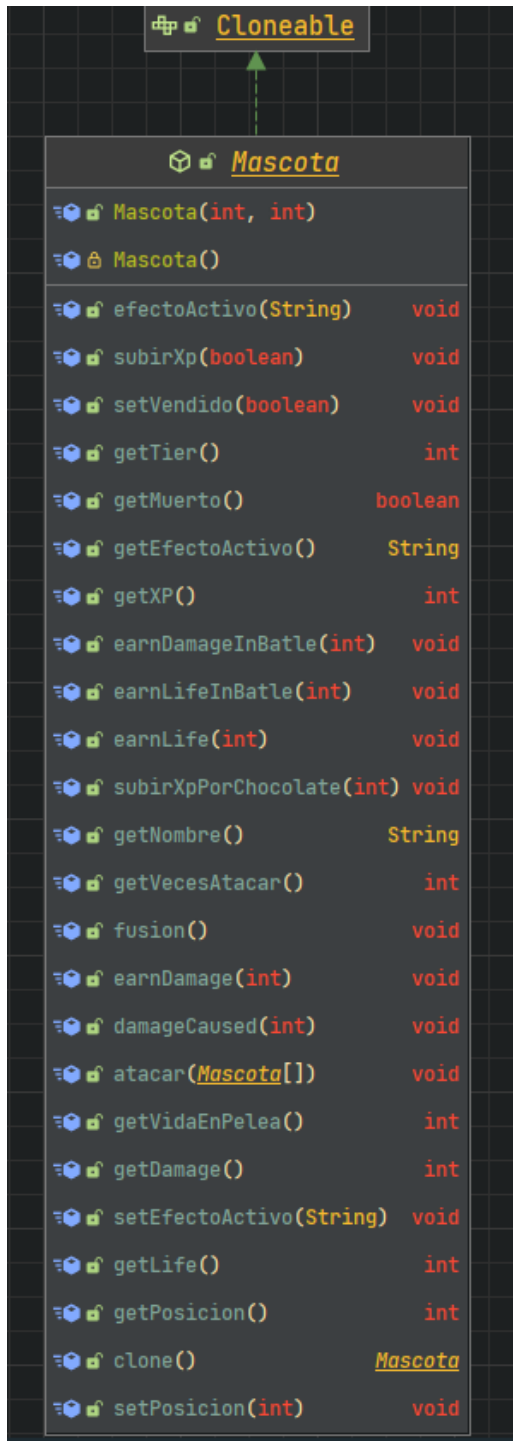 Cloneable
Mascota
Mascota(int, int)
Mascota()
efectoActivo(String) void
subirXp(boolean) void
setVendido(boolean) void
getTier() int
getMuerto() boolean
getEfectoActivo() String
getXP() int
earnDamageInBatle(int) void
earnLifeInBatle(int) void
earnLife(int) void
subirXpPorChocolate(int) void
getNombre() String
getVecesAtacar() int
fusion() void
earnDamage(int) void
damageCaused(int) void
atacar(Mascota[]) void
getVidaEnPelea() int
getDamage() int
setEfectoActivo(String) void
getLife() int
getPosicion() int
clone() Mascota
setPosicion(int) void